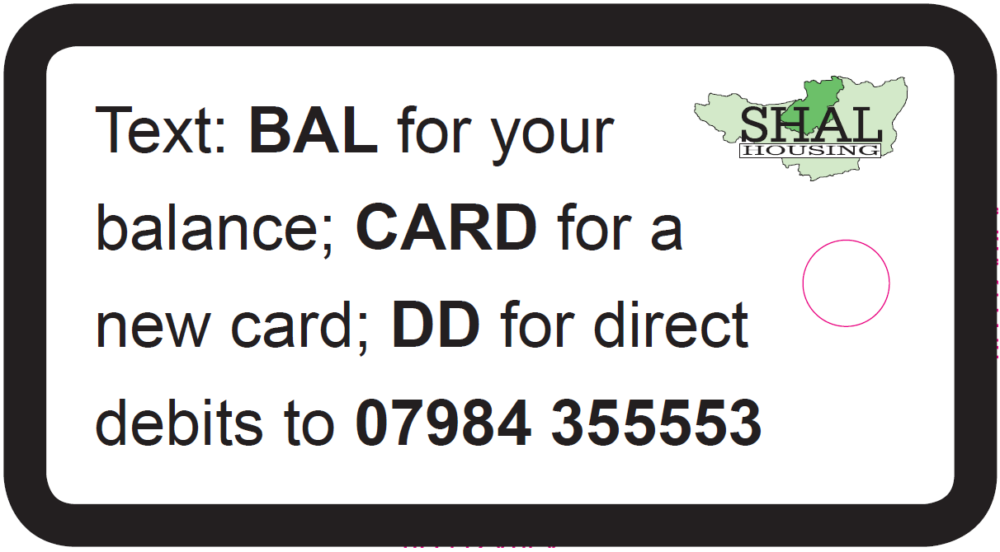 Text: BAL for your
balance; CARD for a
new card; DD for direct
debits to 07984 355553
SHAL
HOUSING